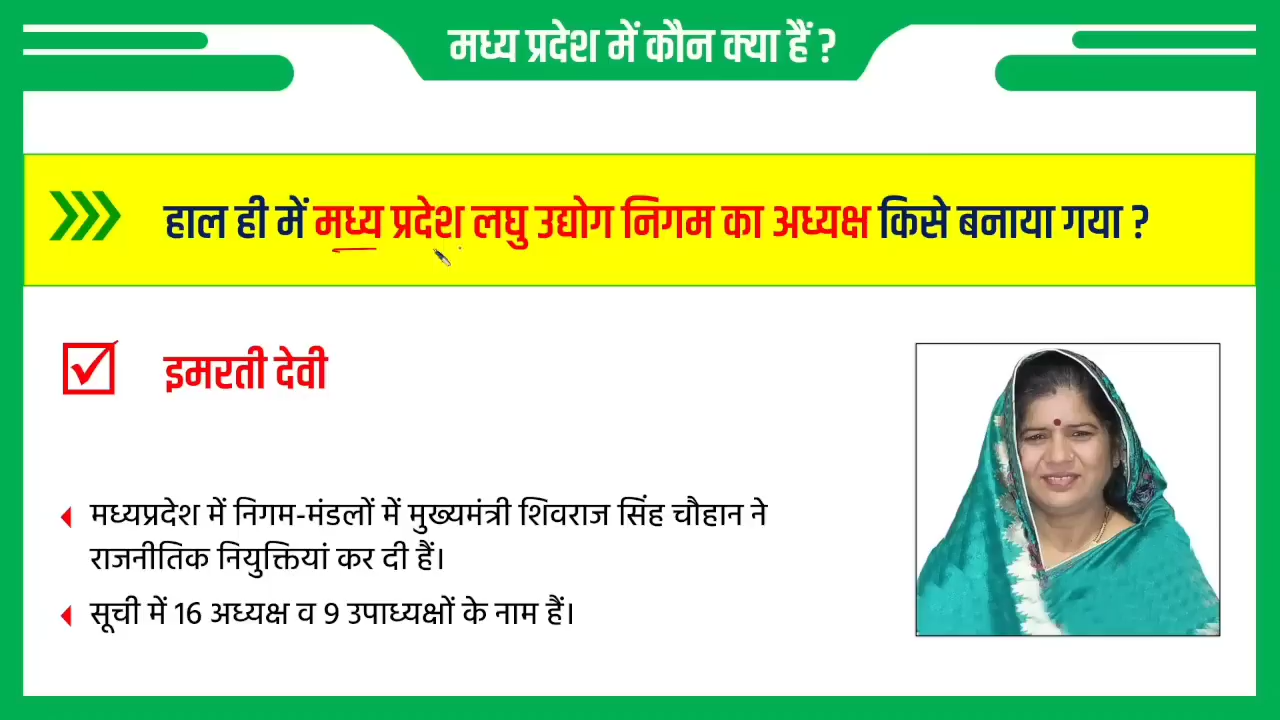 मध्य प्रदेश में कौन क्या हैं ?
हाल ही में मध्य प्रदेश लघु उद्योग निगम का अध्यक्ष किसे बनाया गया ?
इमरती देवी
मध्यप्रदेश में निगम-मंडलों में मुख्यमंत्री शिवराज सिंह चौहान ने
राजनीतिक नियुक्तियां कर दी हैं।
सूची में 16 अध्यक्ष व 9 उपाध्यक्षों के नाम हैं।